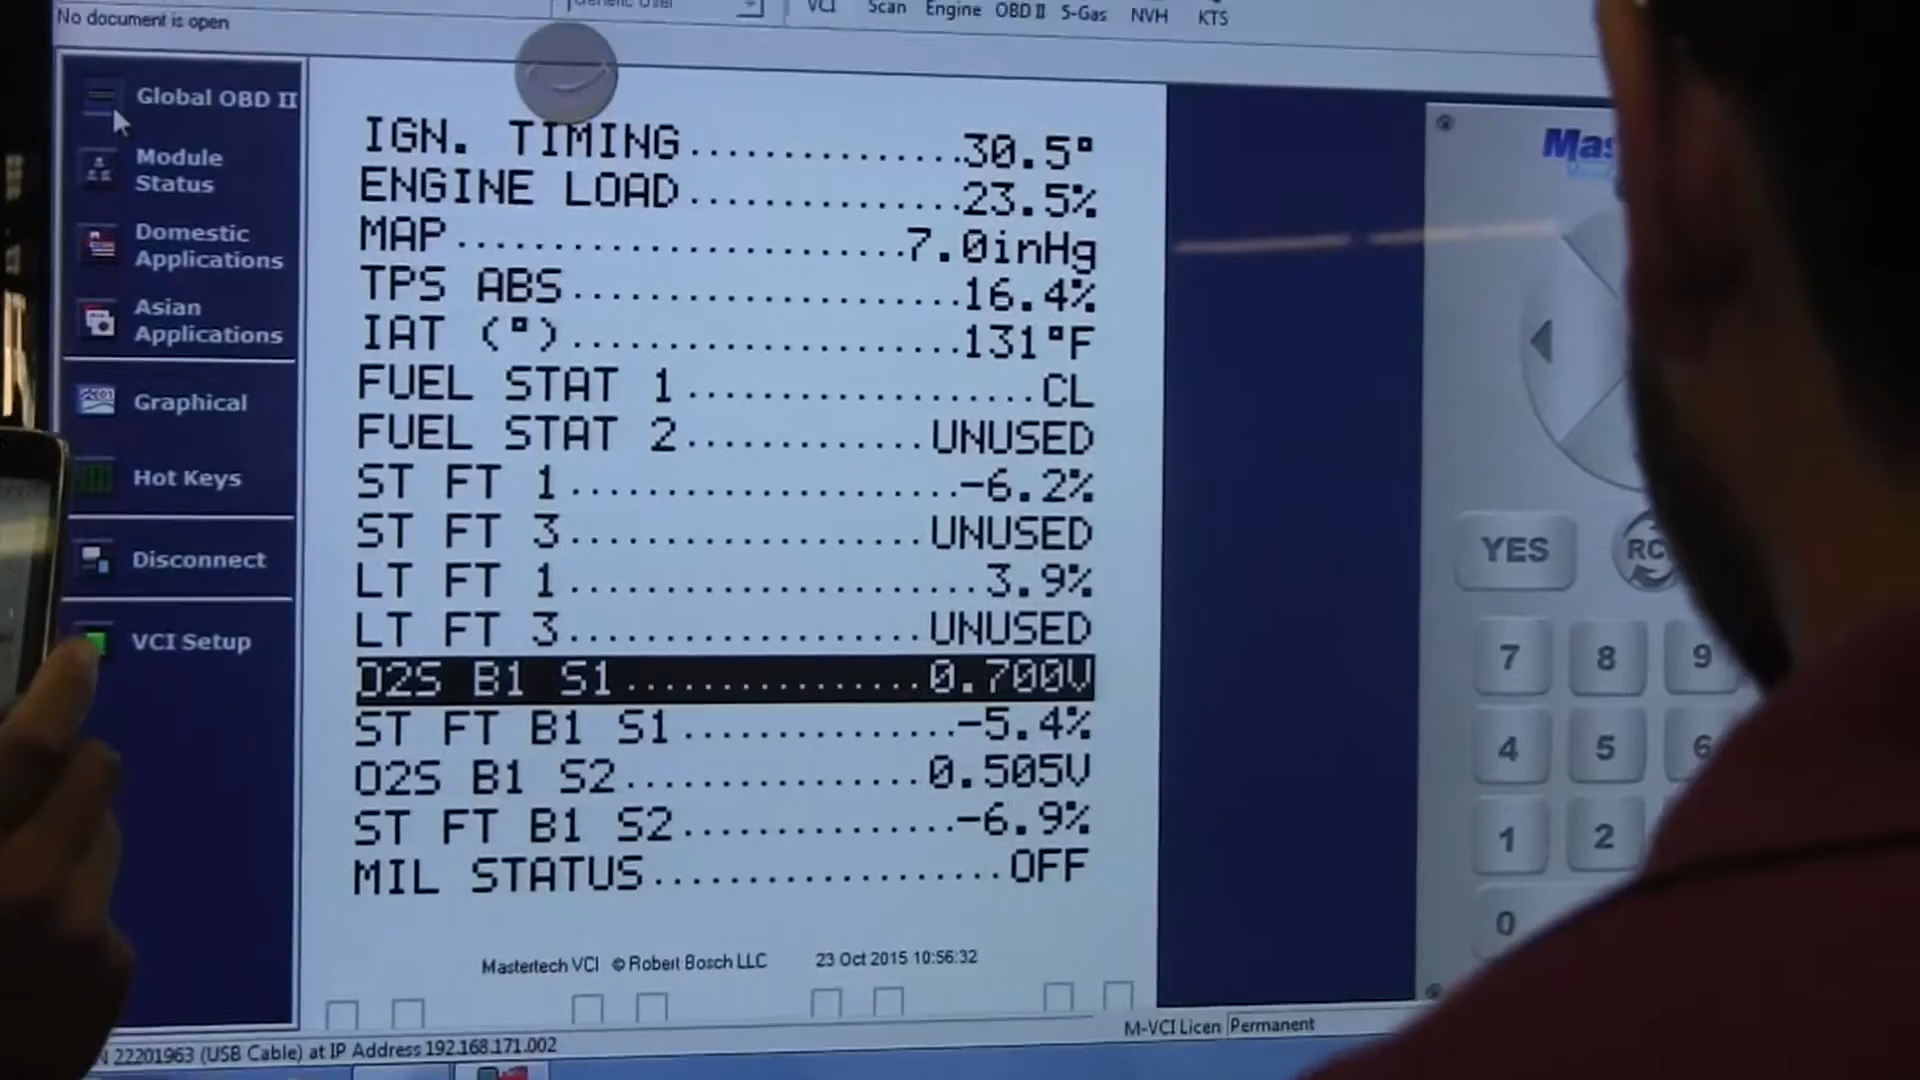 No document is open
VCI Scan Engine OBD II 5-Gas NVH KTS
Global OBD II
Module
Status
Domestic
Applications
Asian
Applications
Graphical
Hot Keys
Disconnect
VCI Setup
IGN. TIMING...............30.5°
ENGINE LOAD...............23.5%
MAP.......................7.0inHg
TPS ABS...................16.4%
IAT (°)...................131°F
FUEL STAT 1...............CL
FUEL STAT 2...............UNUSED
ST FT 1...................-6.2%
ST FT 3...................UNUSED
LT FT 1...................3.9%
LT FT 3...................UNUSED
O2S B1 S1.................0.700V
ST FT B1 S1...............-5.4%
O2S B1 S2.................0.505V
ST FT B1 S2...............-6.9%
MIL STATUS................OFF
Mastertech VCI © Robert Bosch LLC 23 Oct 2015 10:56:32
YES
7 8 9
4 5 6
1 2
0
M-VCI Licen Permanent
22201963 (USB Cable) at IP Address 192.168.171.002